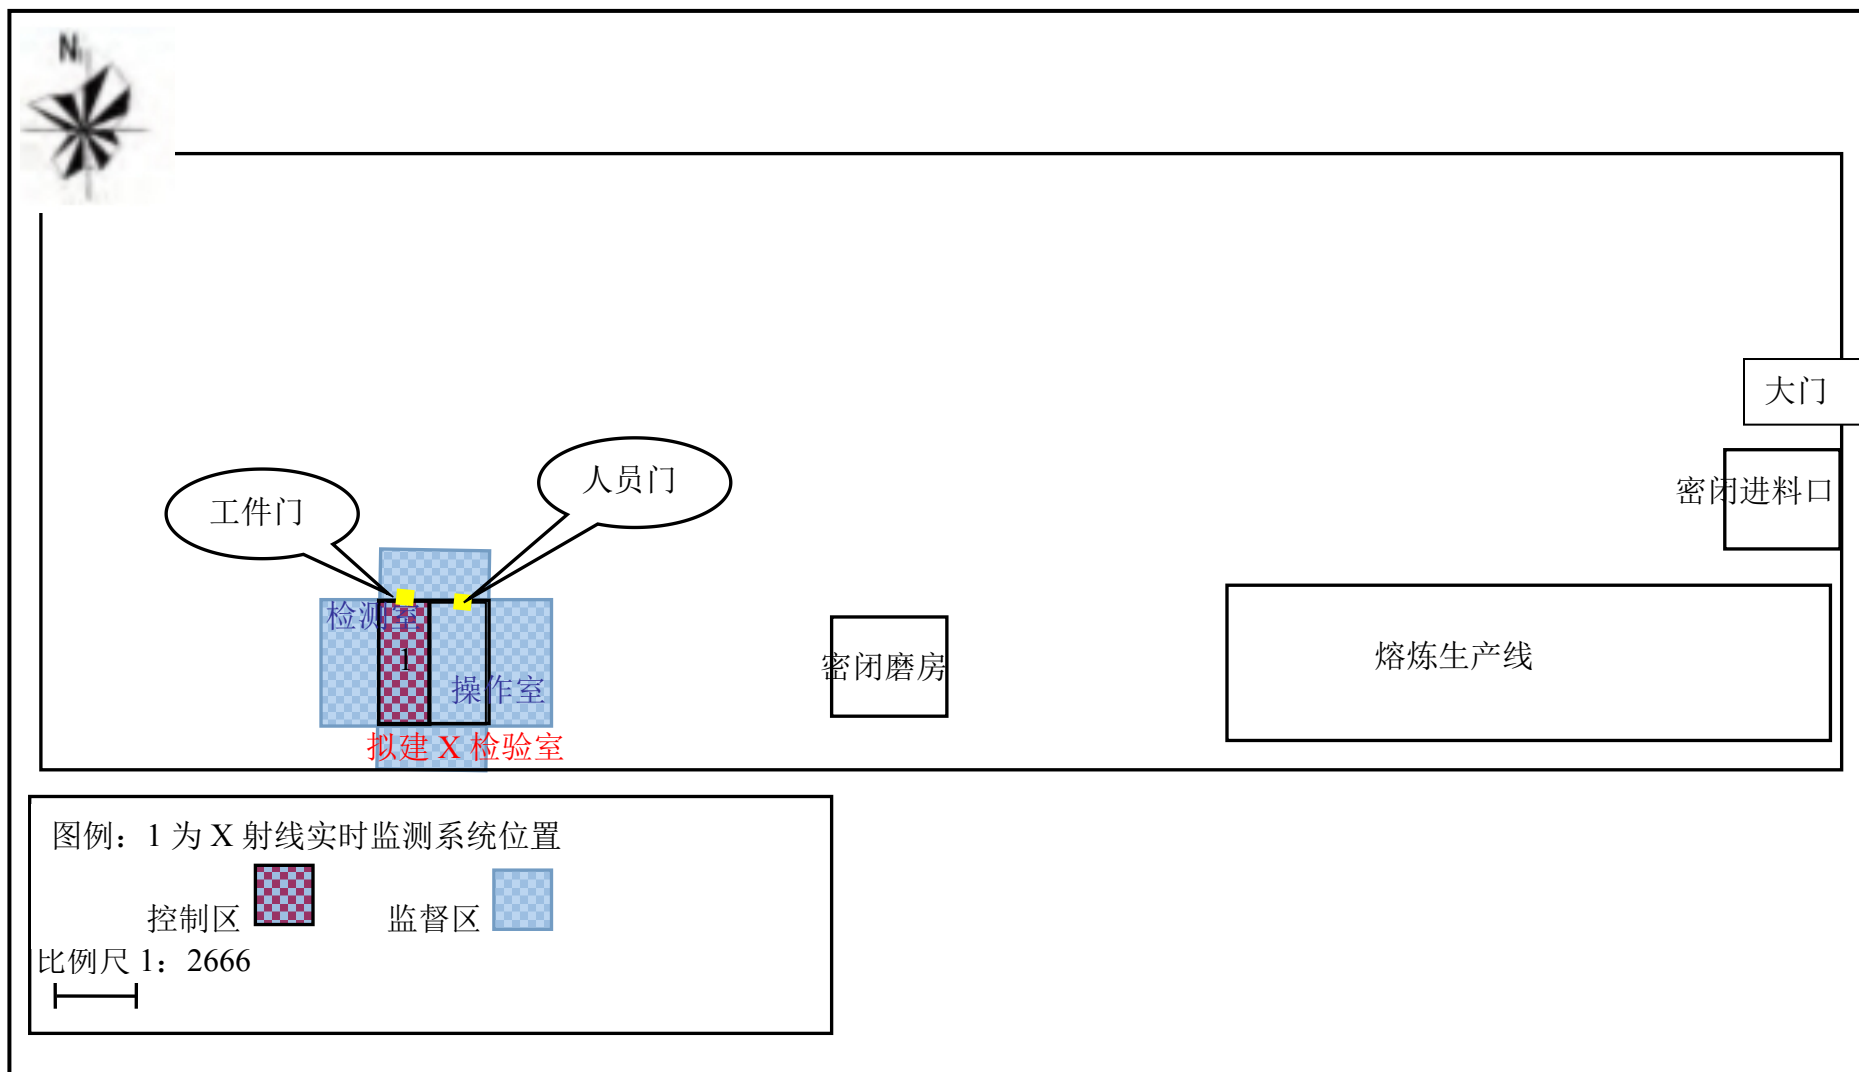 N
大门
人员门
密闭进料口
工件门
检测室
1
熔炼生产线
密闭磨房
操作室
拟建 X 检验室
图例：1 为 X 射线实时监测系统位置
控制区 监督区
比例尺 1：2666